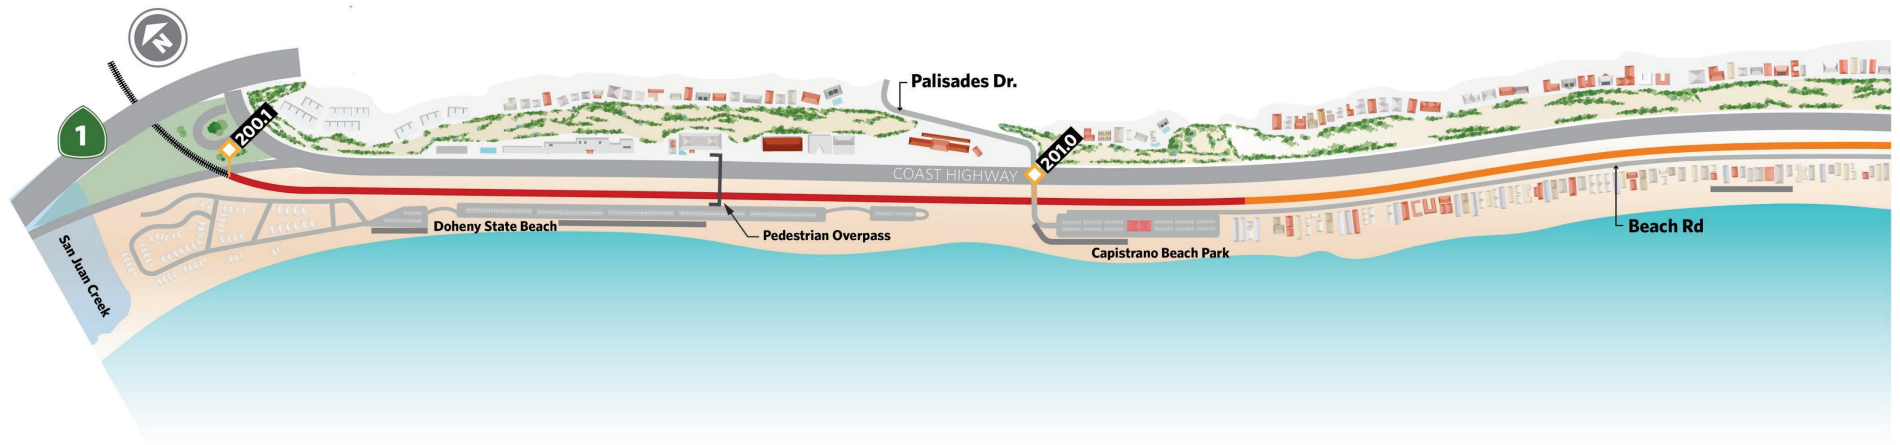 N
1
200.1
Palisades Dr.
201.0
COAST HIGHWAY
Doheny State Beach
Pedestrian Overpass
Capistrano Beach Park
Beach Rd
San Juan Creek